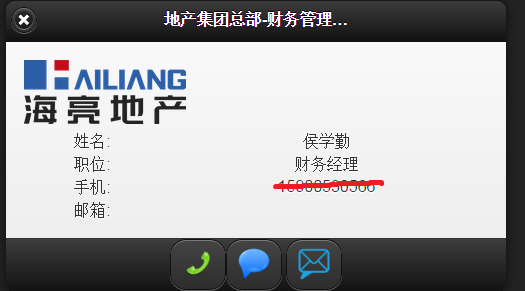 地产集团总部-财务管理...
HAILIANG
海亮地产
姓名: 侯学勤
职位: 财务经理
手机:
邮箱: